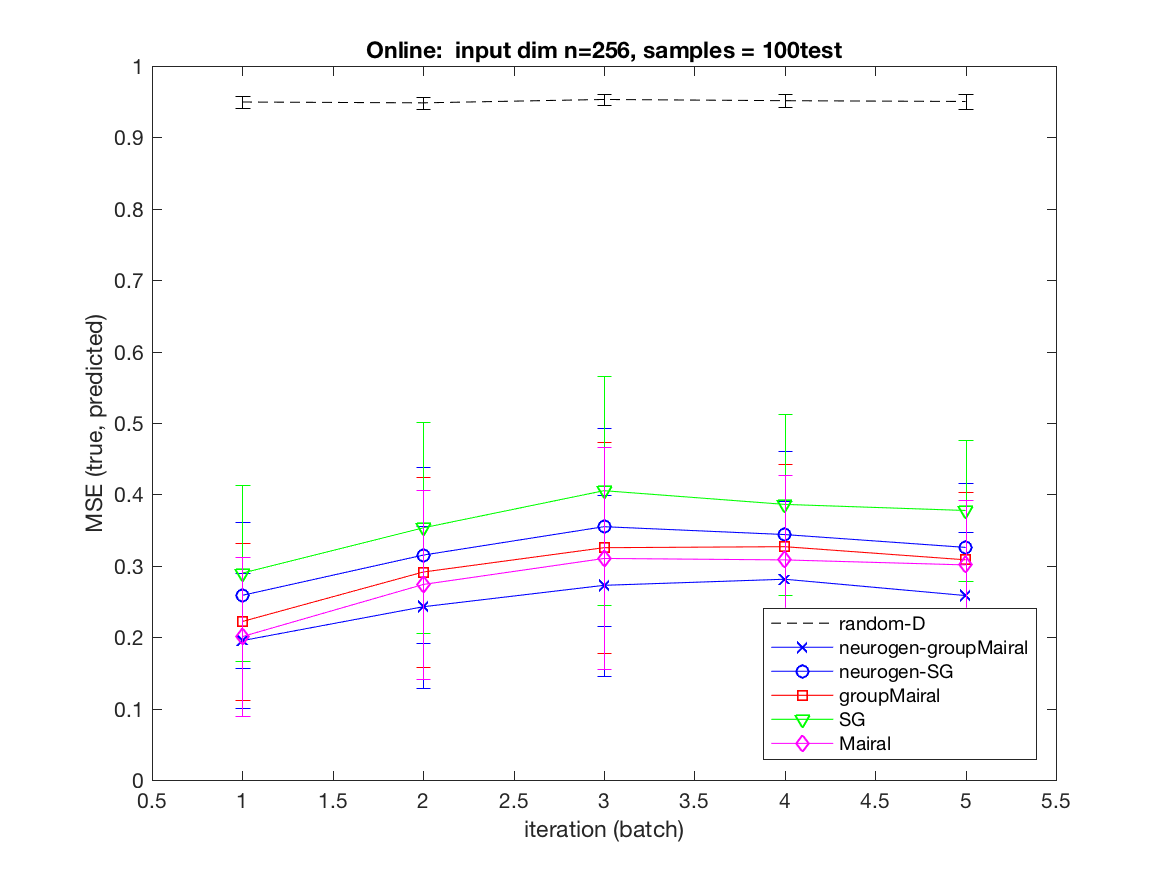 Online:  input dim n=256, samples = 100test
1
0.9
0.8
0.7
0.6
0.5
0.4
0.3
0.2
0.1
0
MSE (true, predicted)
random-D
neurogen-groupMairal
neurogen-SG
groupMairal
SG
Mairal
0.5 1 1.5 2 2.5 3 3.5 4 4.5 5 5.5
iteration (batch)